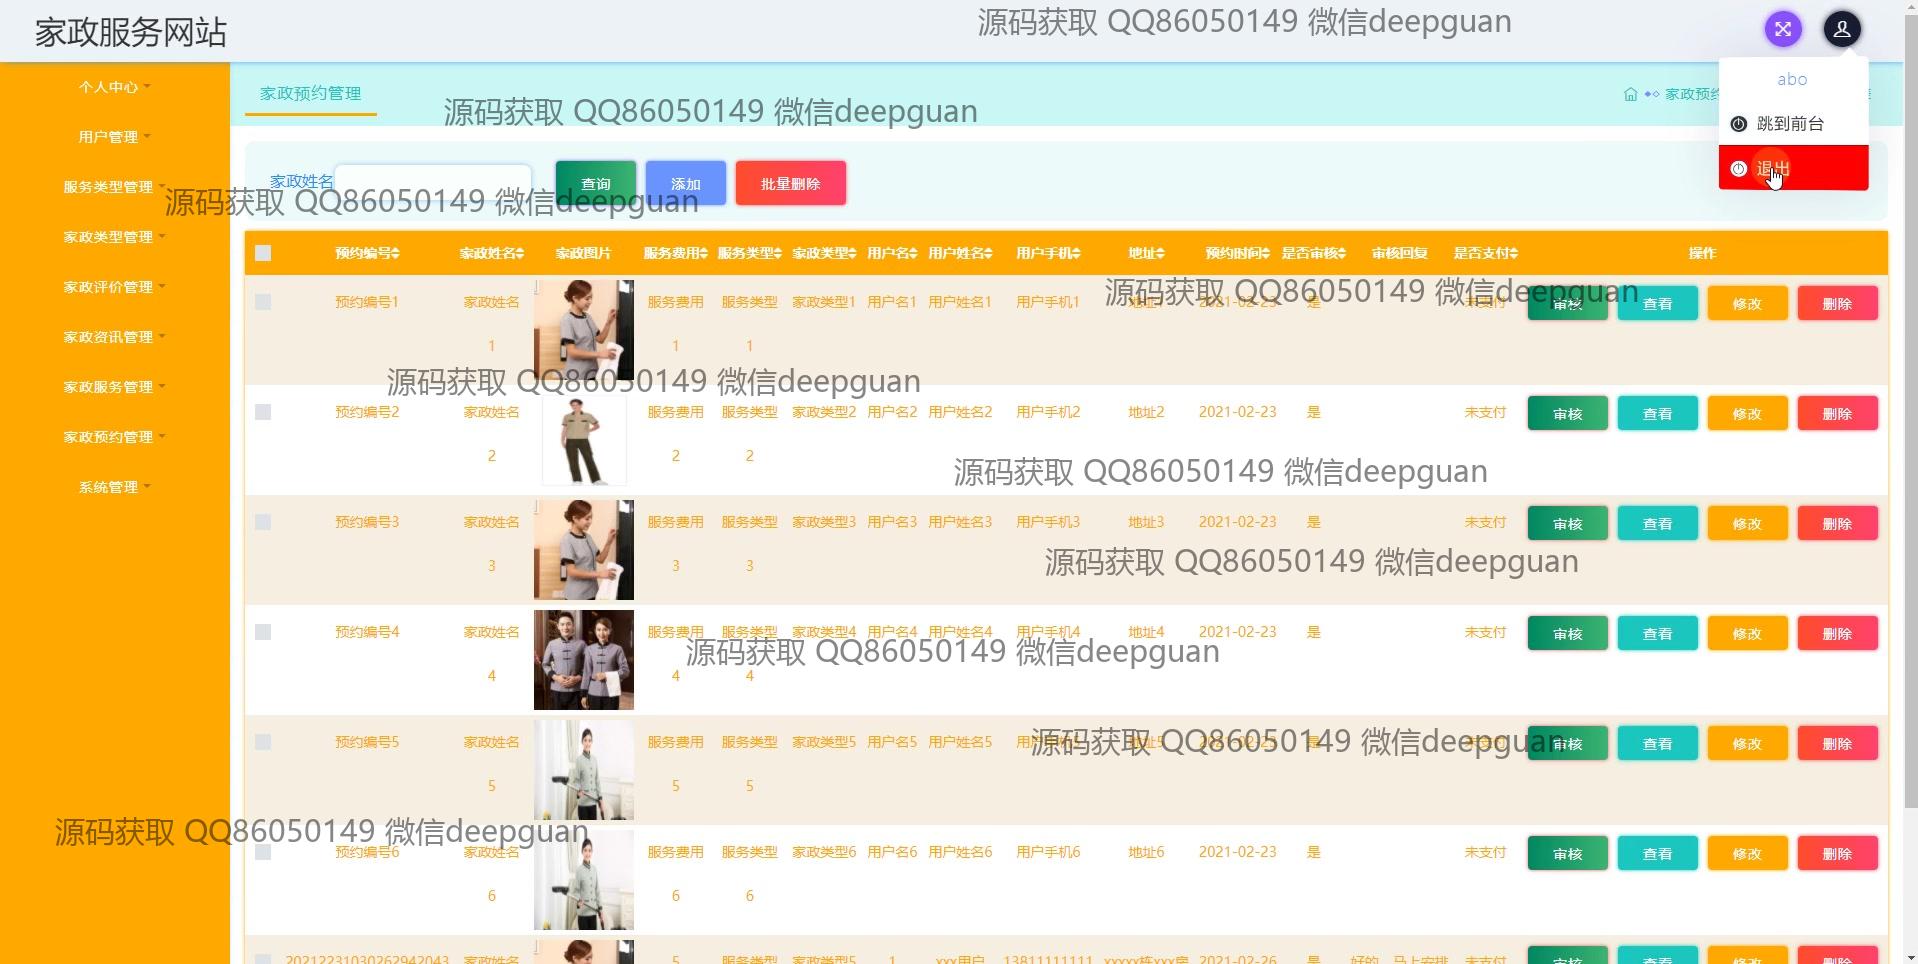 家政服务网站
源码获取 QQ86050149 微信deepguan
abo
跳到前台
退出
个人中心
用户管理
服务类型管理
家政类型管理
家政评价管理
家政资讯管理
家政服务管理
家政预约管理
系统管理
家政预约管理
源码获取 QQ86050149 微信deepguan
家政预约
家政姓名 查询 添加 批量删除
源码获取 QQ86050149 微信deepguan
预约编号 家政姓名 家政图片 服务费用 服务类型 家政类型 用户名 用户姓名 用户手机 地址 预约时间 是否审核 审核回复 是否支付 操作
源码获取 QQ86050149 微信deepguan
预约编号1 家政姓名 服务费用 服务类型 家政类型1 用户名1 用户姓名1 用户手机1 地址1 2021-02-23 是 未支付 审核 查看 修改 删除
1 1 1
源码获取 QQ86050149 微信deepguan
预约编号2 家政姓名 服务费用 服务类型 家政类型2 用户名2 用户姓名2 用户手机2 地址2 2021-02-23 是 未支付 审核 查看 修改 删除
2 2 2
源码获取 QQ86050149 微信deepguan
预约编号3 家政姓名 服务费用 服务类型 家政类型3 用户名3 用户姓名3 用户手机3 地址3 2021-02-23 是 未支付 审核 查看 修改 删除
3 3 3
源码获取 QQ86050149 微信deepguan
预约编号4 家政姓名 服务费用 服务类型 家政类型4 用户名4 用户姓名4 用户手机4 地址4 2021-02-23 是 未支付 审核 查看 修改 删除
源码获取 QQ86050149 微信deepguan
4 4 4
预约编号5 家政姓名 服务费用 服务类型 家政类型5 用户名5 用户姓名5 用户手机5 地址5 2021-02-23 是 未支付 审核 查看 修改 删除
源码获取 QQ86050149 微信deepguan
5 5 5
源码获取 QQ86050149 微信deepguan
预约编号6 家政姓名 服务费用 服务类型 家政类型6 用户名6 用户姓名6 用户手机6 地址6 2021-02-23 是 未支付 审核 查看 修改 删除
6 6 6
20212231030262942043 家政姓名 5 服务类型 家政类型5 1 xxx用户 13811111111 xxxxx栋xxx房 2021-02-26 是 好的，马上安排 未支付 审核 查看 修改 删除